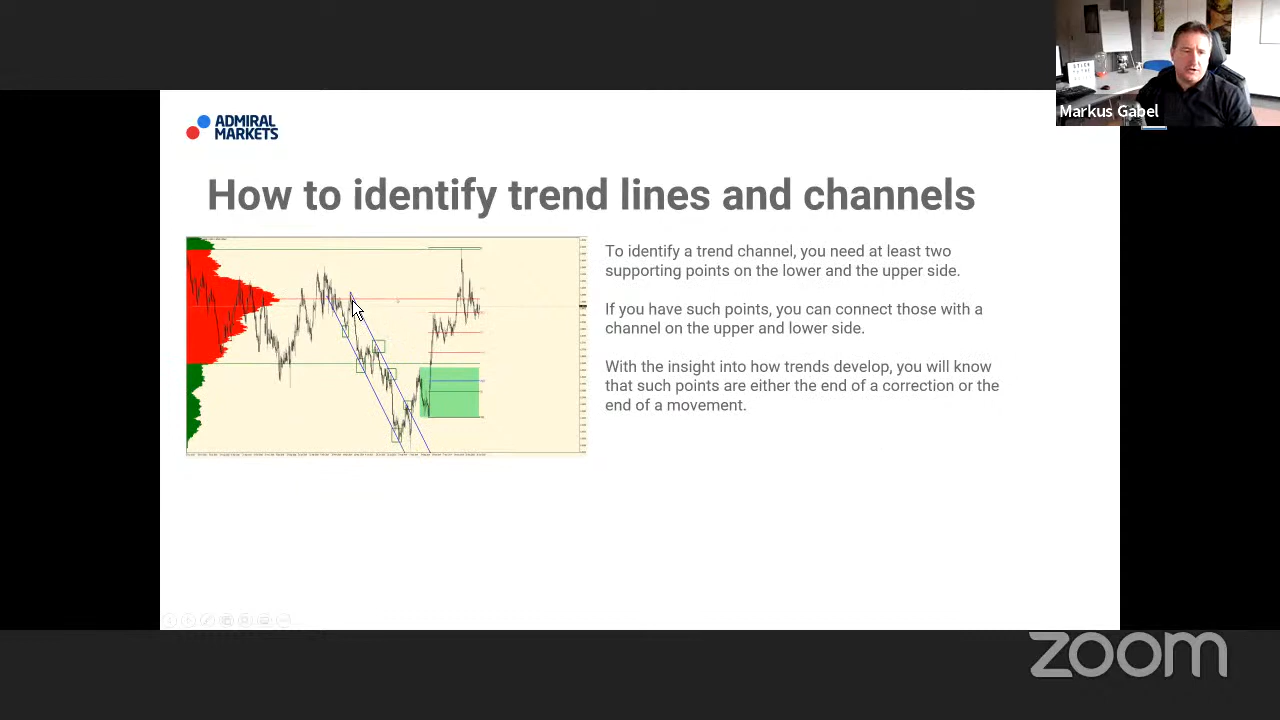 Markus Gabel
ADMIRAL
MARKETS
How to identify trend lines and channels
To identify a trend channel, you need at least two
supporting points on the lower and the upper side.
If you have such points, you can connect those with a
channel on the upper and lower side.
With the insight into how trends develop, you will know
that such points are either the end of a correction or the
end of a movement.
zoom